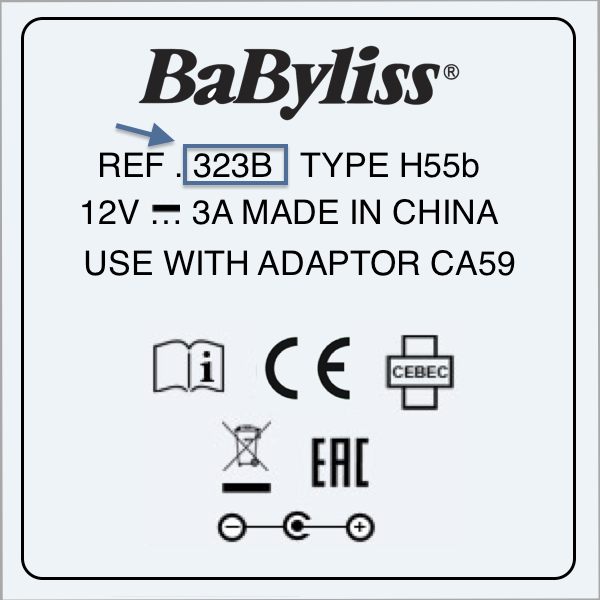 BaByliss®
REF . 323B TYPE H55b
12V ⎓ 3A MADE IN CHINA
USE WITH ADAPTOR CA59
i CE CEBEC
EAC
− +